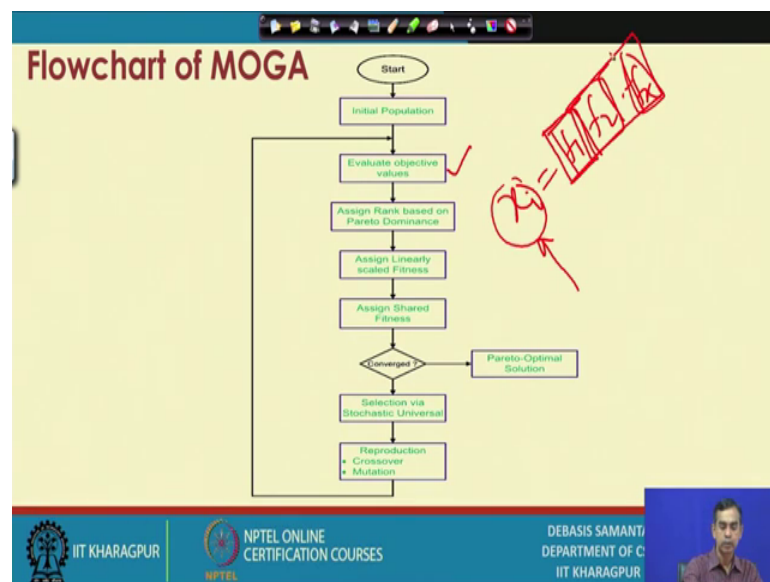 Flowchart of MOGA
Start
Initial Population
Evaluate objective
values
Assign Rank based on
Pareto Dominance
Assign Linearly
scaled Fitness
Assign Shared
Fitness
Converged ?
Pareto-Optimal
Solution
Selection via
Stochastic Universal
Reproduction
• Crossover
• Mutation
IIT KHARAGPUR
NPTEL
NPTEL ONLINE
CERTIFICATION COURSES
DEBASIS SAMANTA
DEPARTMENT OF CS
IIT KHARAGPUR